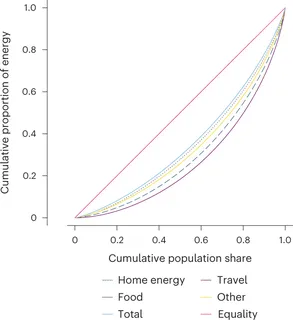 Cumulative proportion of energy
1.0
0.8
0.6
0.4
0.2
0
0 0.2 0.4 0.6 0.8 1.0
Cumulative population share
Home energy Travel
Food Other
Total Equality